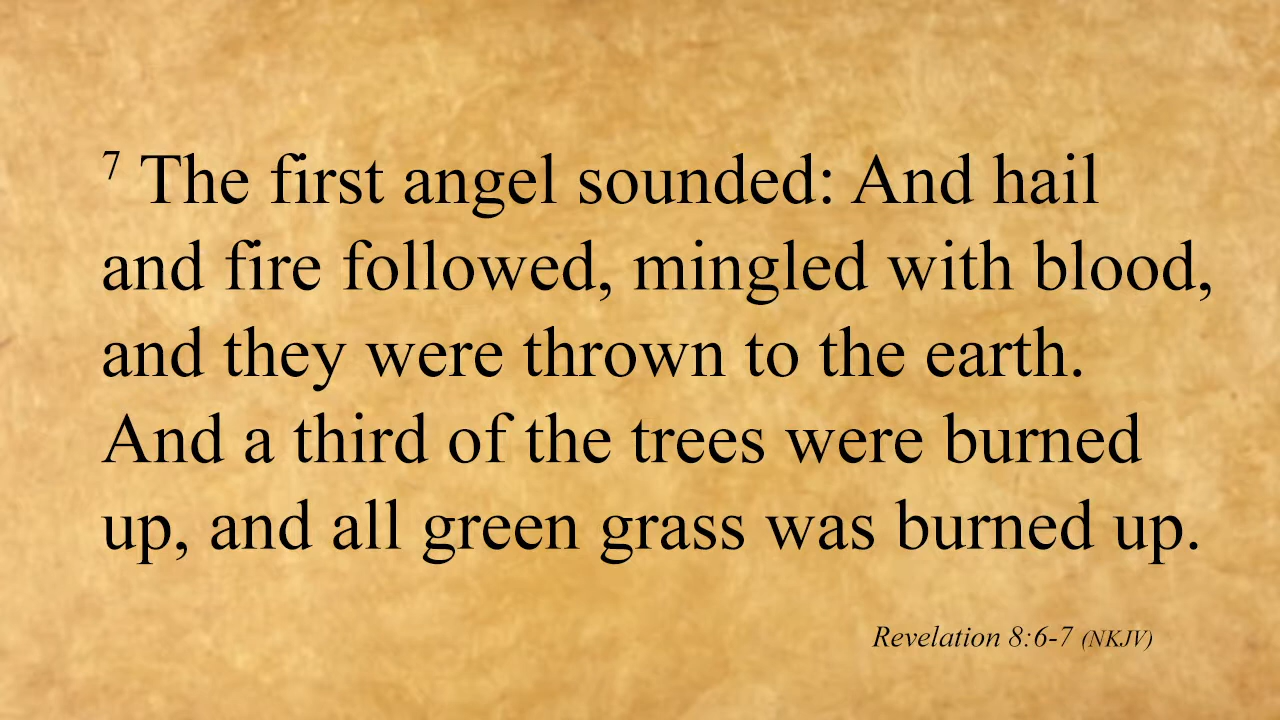 7 The first angel sounded: And hail
and fire followed, mingled with blood,
and they were thrown to the earth.
And a third of the trees were burned
up, and all green grass was burned up.
Revelation 8:6-7 (NKJV)